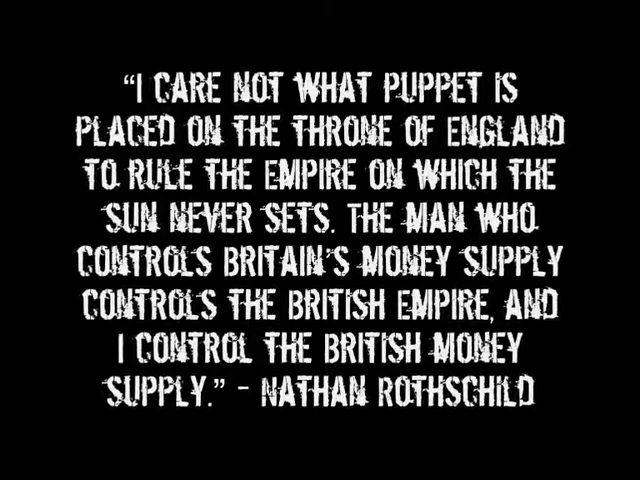 "I CARE NOT WHAT PUPPET IS
PLACED ON THE THRONE OF ENGLAND
TO RULE THE EMPIRE ON WHICH THE
SUN NEVER SETS. THE MAN WHO
CONTROLS BRITAIN'S MONEY SUPPLY
CONTROLS THE BRITISH EMPIRE, AND
I CONTROL THE BRITISH MONEY
SUPPLY." - NATHAN ROTHSCHILD